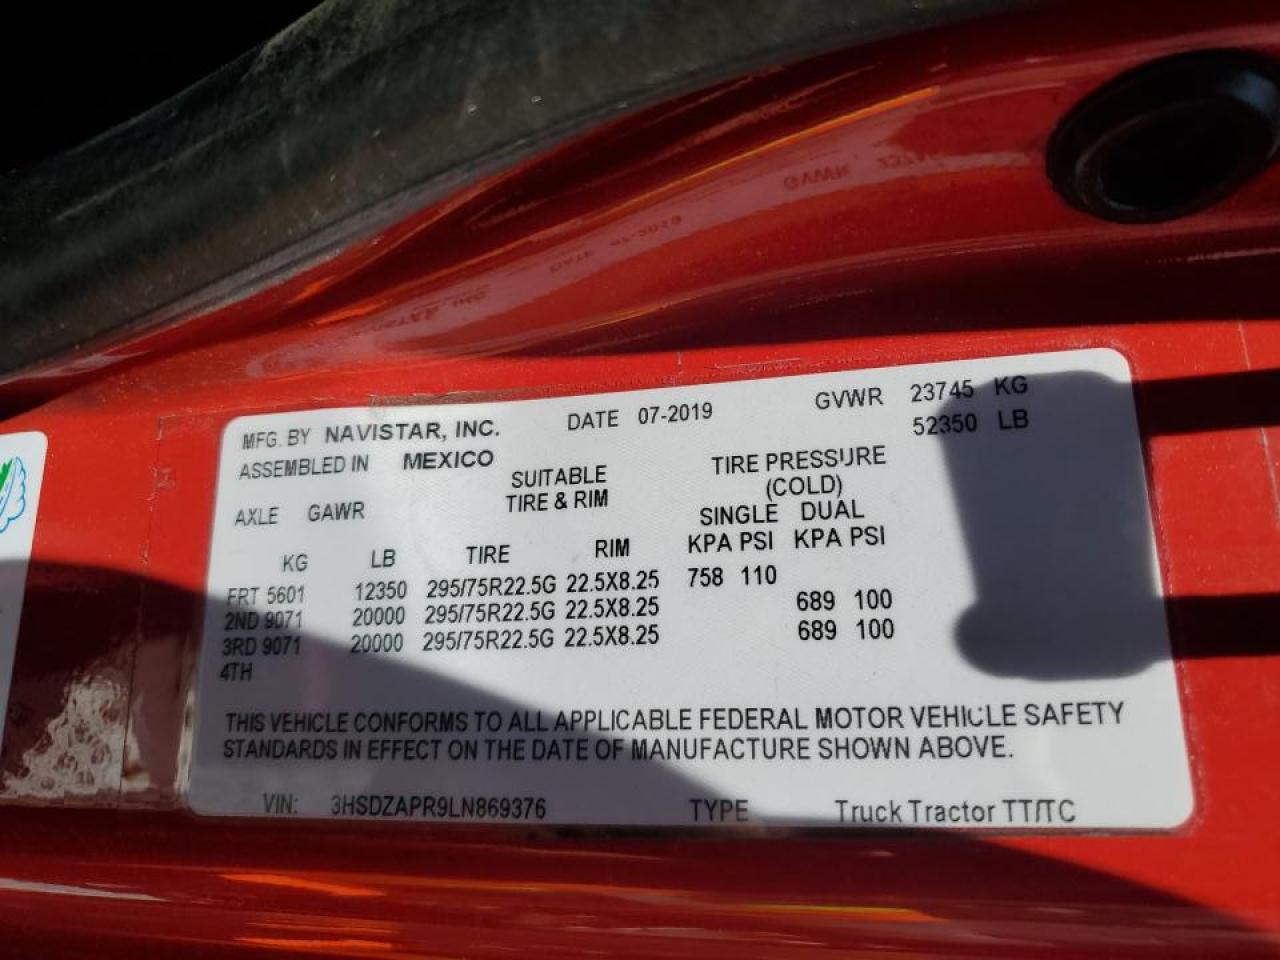 MFG. BY NAVISTAR, INC. DATE 07-2019 GVWR 23745 KG
ASSEMBLED IN MEXICO 52350 LB
SUITABLE TIRE PRESSURE
TIRE & RIM (COLD)
AXLE GAWR SINGLE DUAL
KG LB TIRE RIM KPA PSI KPA PSI
FRT 5601 12350 295/75R22.5G 22.5X8.25 758 110
2ND 9071 20000 295/75R22.5G 22.5X8.25 689 100
3RD 9071 20000 295/75R22.5G 22.5X8.25 689 100
4TH
THIS VEHICLE CONFORMS TO ALL APPLICABLE FEDERAL MOTOR VEHICLE SAFETY
STANDARDS IN EFFECT ON THE DATE OF MANUFACTURE SHOWN ABOVE.
VIN: 3HSDZAPR9LN869376 TYPE Truck Tractor TT/TC